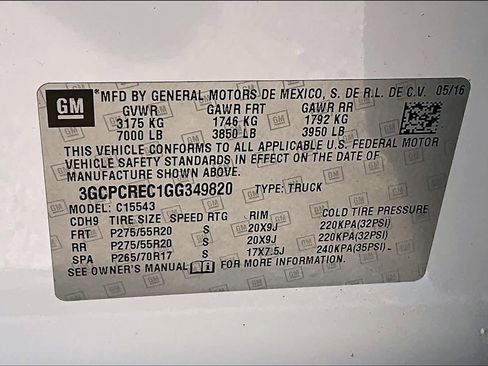 GM ® MFD BY GENERAL MOTORS DE MEXICO, S. DE R.L. DE C.V. 05/16
GVWR GAWR FRT GAWR RR
3175 KG 1746 KG 1792 KG
7000 LB 3850 LB 3950 LB
THIS VEHICLE CONFORMS TO ALL APPLICABLE U.S. FEDERAL MOTOR
VEHICLE SAFETY STANDARDS IN EFFECT ON THE DATE OF
MANUFACTURE SHOWN ABOVE.
3GCPCREC1GG349820 TYPE: TRUCK
MODEL: C15543
CDH9 TIRE SIZE SPEED RTG RIM COLD TIRE PRESSURE
FRT P275/55R20 S 20X9J 220KPA(32PSI)
RR P275/55R20 S 20X9J 220KPA(32PSI)
SPA P265/70R17 S 17X7.5J 240KPA(35PSI)
SEE OWNER'S MANUAL FOR MORE INFORMATION.